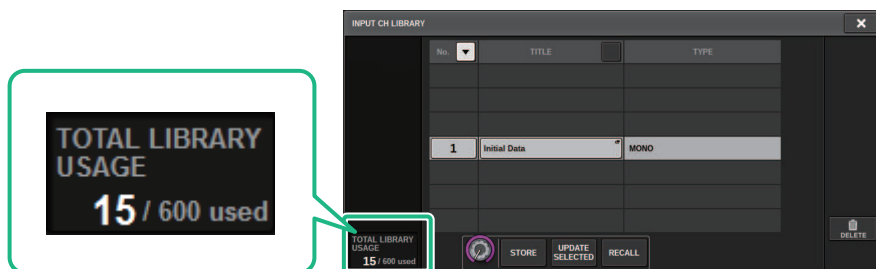 INPUT CH LIBRARY
No. TITLE TYPE
1 Initial Data MONO
TOTAL LIBRARY
USAGE
15 / 600 used
TOTAL LIBRARY
USAGE
15 / 600 used
STORE
UPDATE
SELECTED
RECALL
DELETE